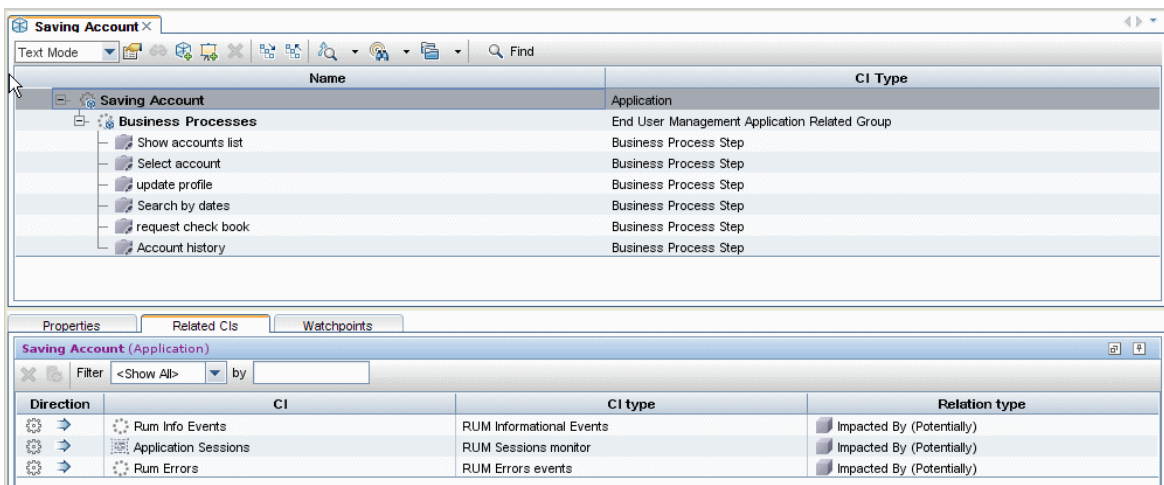 Saving Account
Text Mode Find
Name CI Type
Saving Account Application
Business Processes End User Management Application Related Group
Show accounts list Business Process Step
Select account Business Process Step
update profile Business Process Step
Search by dates Business Process Step
request check book Business Process Step
Account history Business Process Step
Properties Related CIs Watchpoints
Saving Account (Application)
Filter <Show All> by
Direction CI CI type Relation type
Rum Info Events RUM Informational Events Impacted By (Potentially)
Application Sessions RUM Sessions monitor Impacted By (Potentially)
Rum Errors RUM Errors events Impacted By (Potentially)